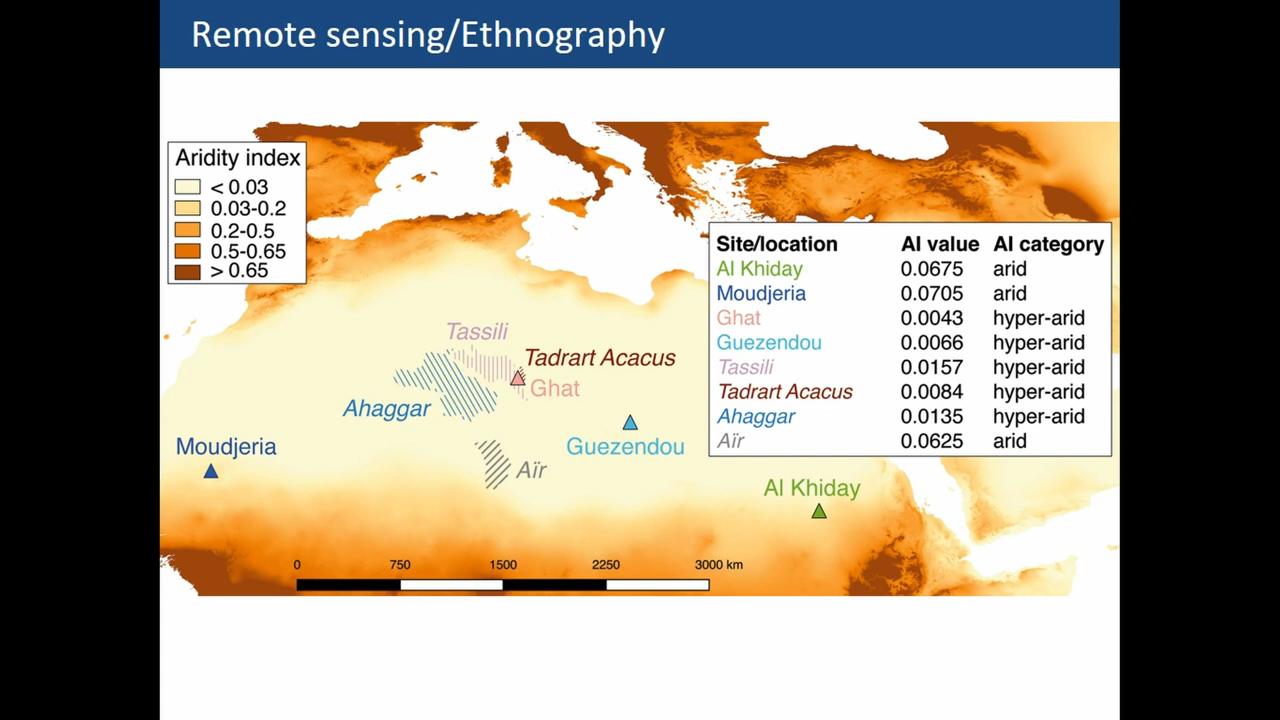 Remote sensing/Ethnography
Aridity index
< 0.03
0.03-0.2
0.2-0.5
0.5-0.65
> 0.65
Site/location AI value AI category
Al Khiday 0.0675 arid
Moudjeria 0.0705 arid
Ghat 0.0043 hyper-arid
Guezendou 0.0066 hyper-arid
Tassili 0.0157 hyper-arid
Tadrart Acacus 0.0084 hyper-arid
Ahaggar 0.0135 hyper-arid
Aïr 0.0625 arid
Tassili
Tadrart Acacus
Ghat
Ahaggar
Moudjeria
Guezendou
Aïr
Al Khiday
0 750 1500 2250 3000 km